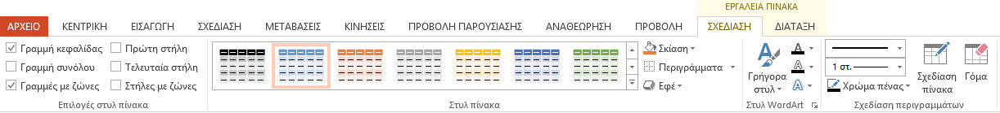 ΕΡΓΑΛΕΙΑ ΠΙΝΑΚΑ
ΑΡΧΕΙΟ ΚΕΝΤΡΙΚΗ ΕΙΣΑΓΩΓΗ ΣΧΕΔΙΑΣΗ ΜΕΤΑΒΑΣΕΙΣ ΚΙΝΗΣΕΙΣ ΠΡΟΒΟΛΗ ΠΑΡΟΥΣΙΑΣΗΣ ΑΝΑΘΕΩΡΗΣΗ ΠΡΟΒΟΛΗ ΣΧΕΔΙΑΣΗ ΔΙΑΤΑΞΗ
Γραμμή κεφαλίδας
Πρώτη στήλη
Γραμμή συνόλου
Τελευταία στήλη
Γραμμές με ζώνες
Στήλες με ζώνες
Επιλογές στυλ πίνακα
Σκίαση
Περιγράμματα
Εφέ
Στυλ πίνακα
Γρήγορα
στυλ
Στυλ WordArt
1 στ.
Χρώμα πένας
Σχεδίαση
πίνακα
Γόμα
Σχεδίαση περιγραμμάτων